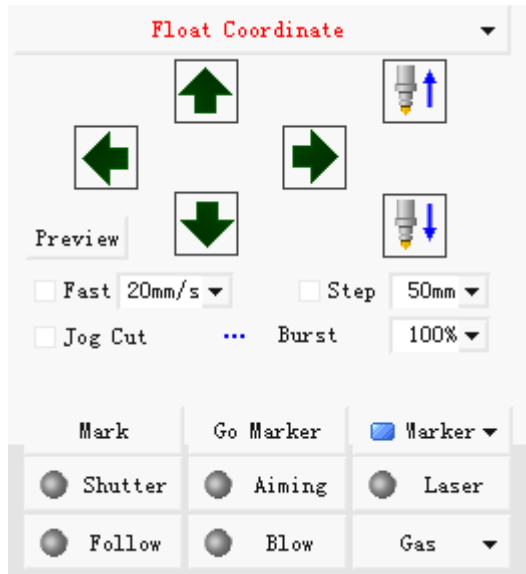 Float Coordinate
Preview
Fast 20mm/s Step 50mm
Jog Cut ... Burst 100%
Mark Go Marker Marker
Shutter Aiming Laser
Follow Blow Gas